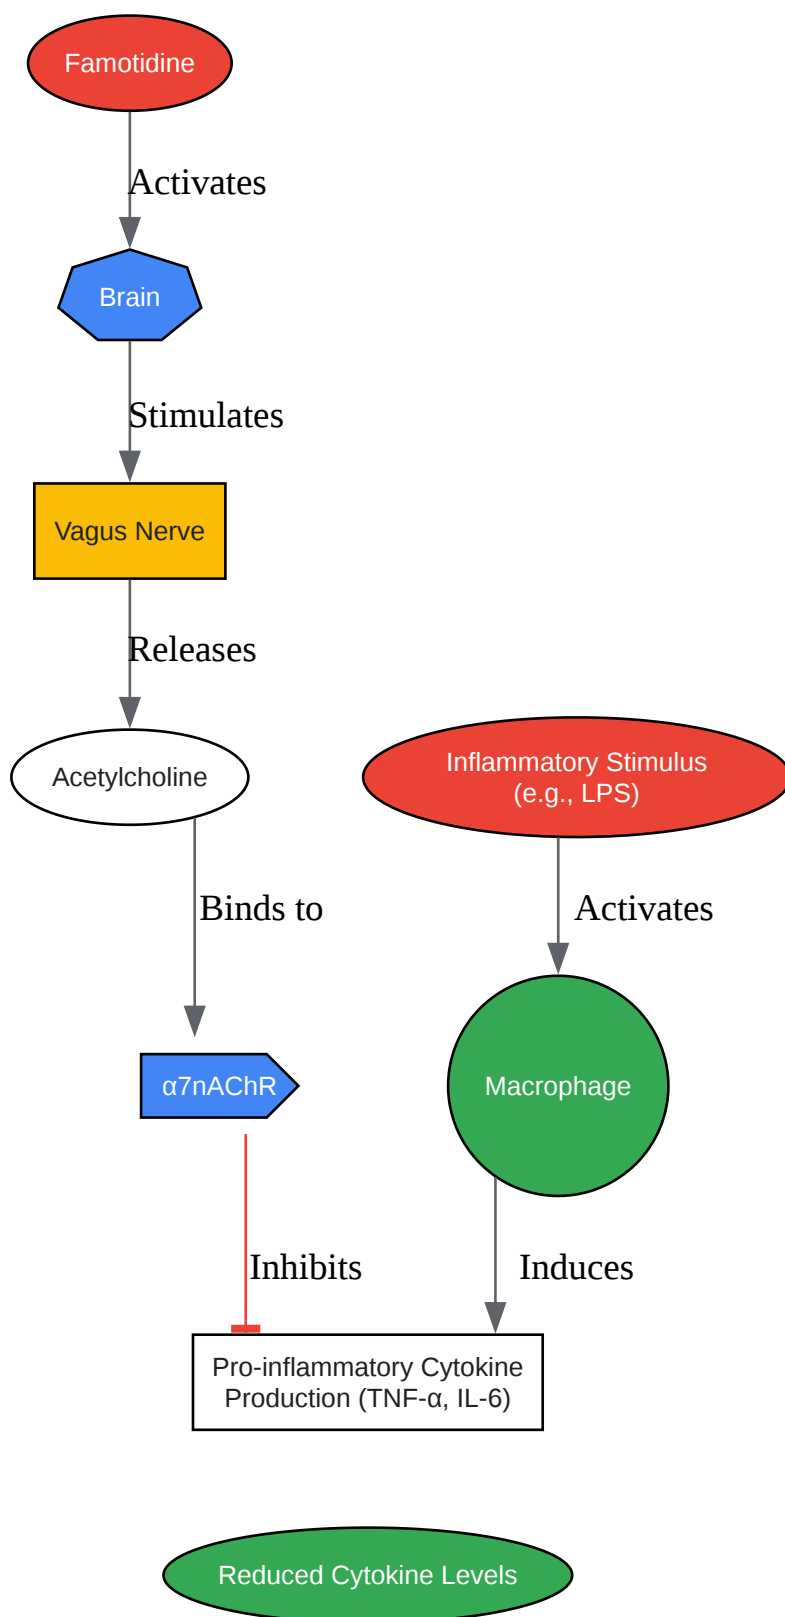 Famotidine
Activates
Brain
Stimulates
Vagus Nerve
Releases
Acetylcholine
Inflammatory Stimulus
(e.g., LPS)
Binds to
Activates
α7nAChR
Macrophage
Inhibits
Induces
Pro-inflammatory Cytokine
Production (TNF-α, IL-6)
Reduced Cytokine Levels